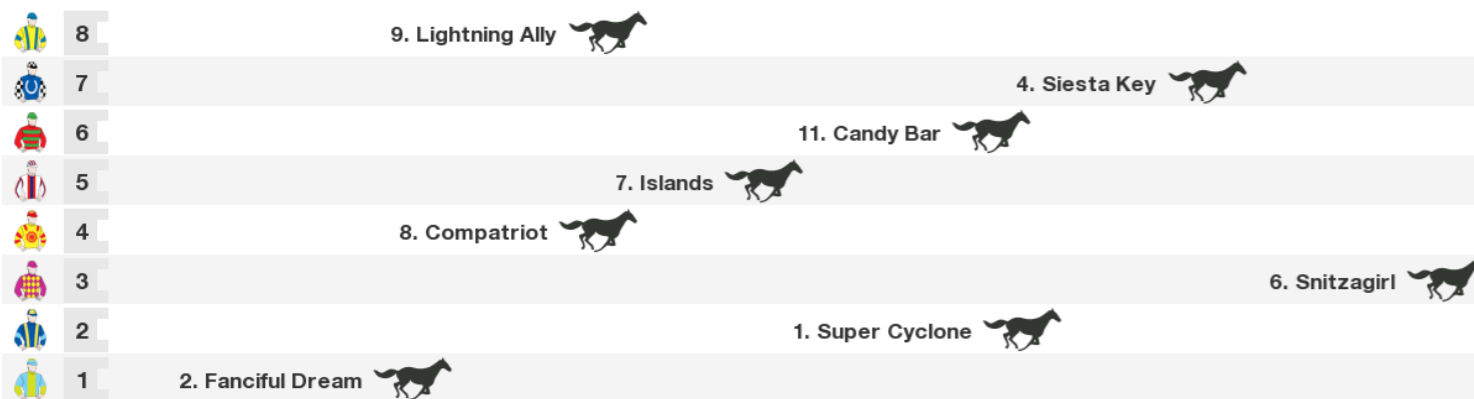 8 9. Lightning Ally
7 4. Siesta Key
6 11. Candy Bar
5 7. Islands
4 8. Compatriot
3 6. Snitzagirl
2 1. Super Cyclone
1 2. Fanciful Dream